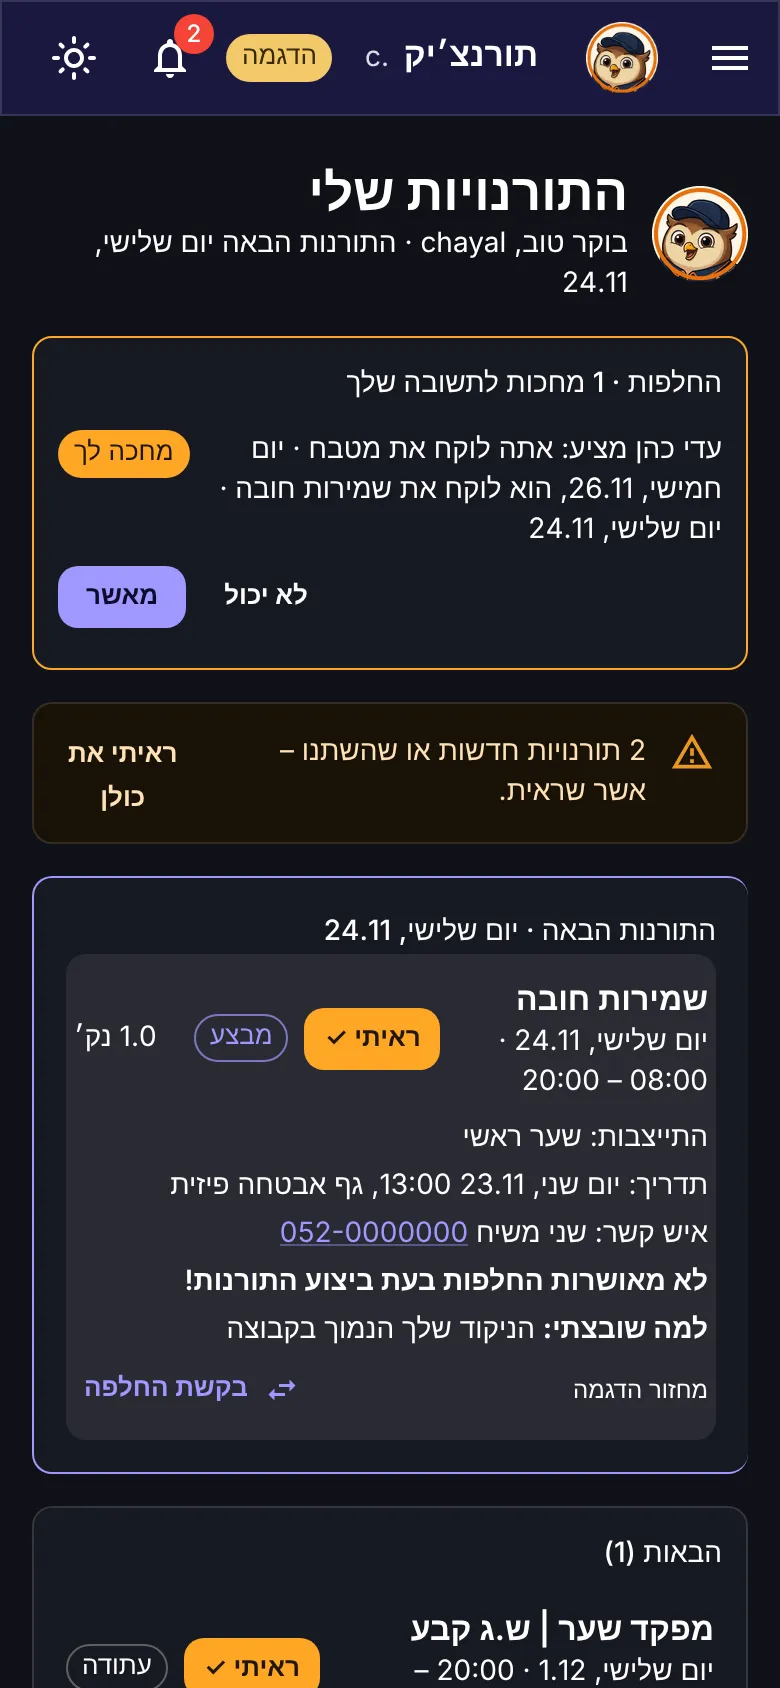 תורנצ׳יק
c.
הדגמה
2
התורנויות שלי
בוקר טוב, chayal · התורנות הבאה יום שלישי,
24.11
החלפות · 1 מחכות לתשובה שלך
עדי כהן מציע: אתה לוקח את מטבח · יום
חמישי, 26.11, הוא לוקח את שמירות חובה ·
יום שלישי, 24.11
מחכה לך
לא יכול
מאשר
2 תורנויות חדשות או שהשתנו –
אשר שראית.
ראיתי את
כולן
התורנות הבאה · יום שלישי, 24.11
שמירות חובה
יום שלישי, 24.11 ·
08:00 – 20:00
ראיתי ✓
מבצע
1.0 נק׳
התייצבות: שער ראשי
תדריך: יום שני, 23.11 13:00, גף אבטחה פיזית
איש קשר: שני משיח 052-0000000
לא מאושרות החלפות בעת ביצוע התורנות!
למה שובצתי: הניקוד שלך הנמוך בקבוצה
מחזור הדגמה
בקשת החלפה
הבאות (1)
מפקד שער | ש.ג קבע
יום שלישי, 1.12 · 20:00 –
ראיתי ✓
עתודה